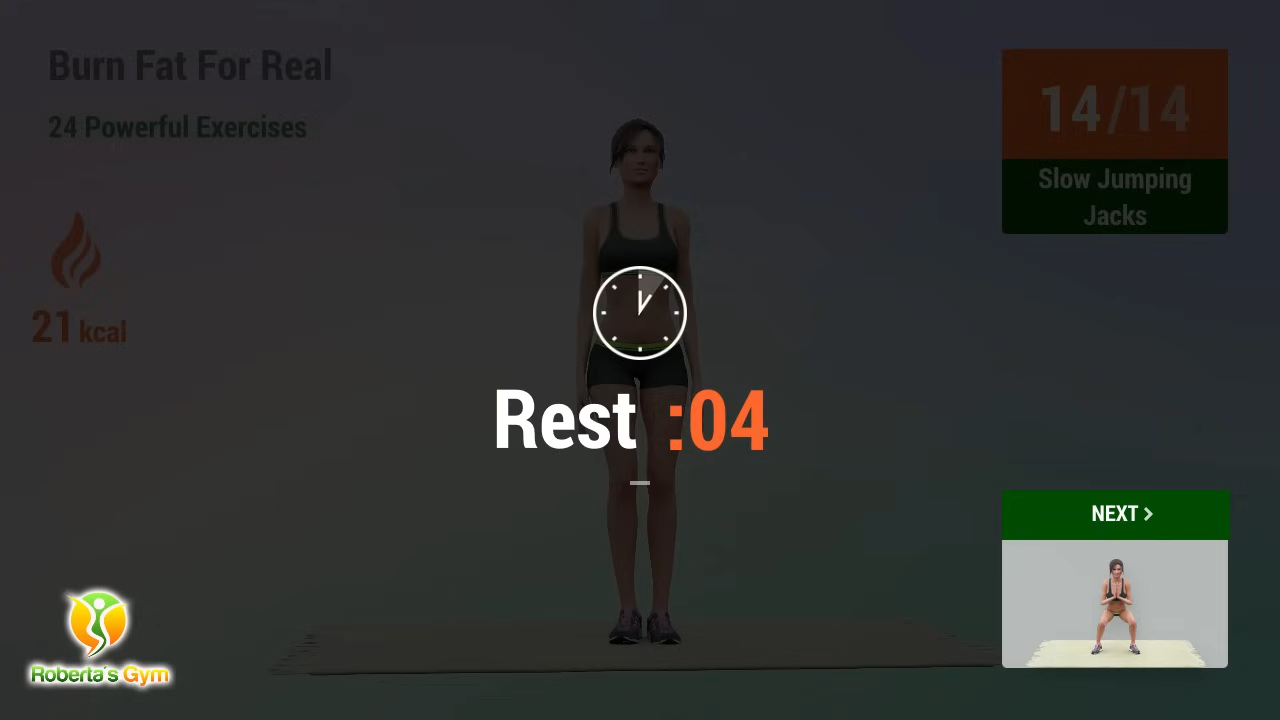 Burn Fat For Real
24 Powerful Exercises
21 kcal
14/14
Slow Jumping
Jacks
Rest :04
NEXT >
Roberta´s Gym